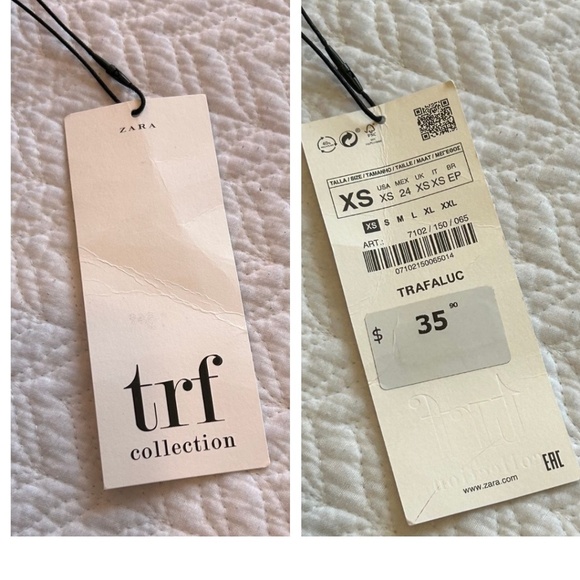 ZARA
trf
collection
TALLA / SIZE / TAMANHO / TAILLE / MAAT / ΜΕΓΕΘΟΣ
USA MEX UK IT BR
XS XS 24 XS XS EP
XS S M L XL XXL
ART.: 7102 / 150 / 065
07102150065014
TRAFALUC
$ 35 90
EAC
www.zara.com